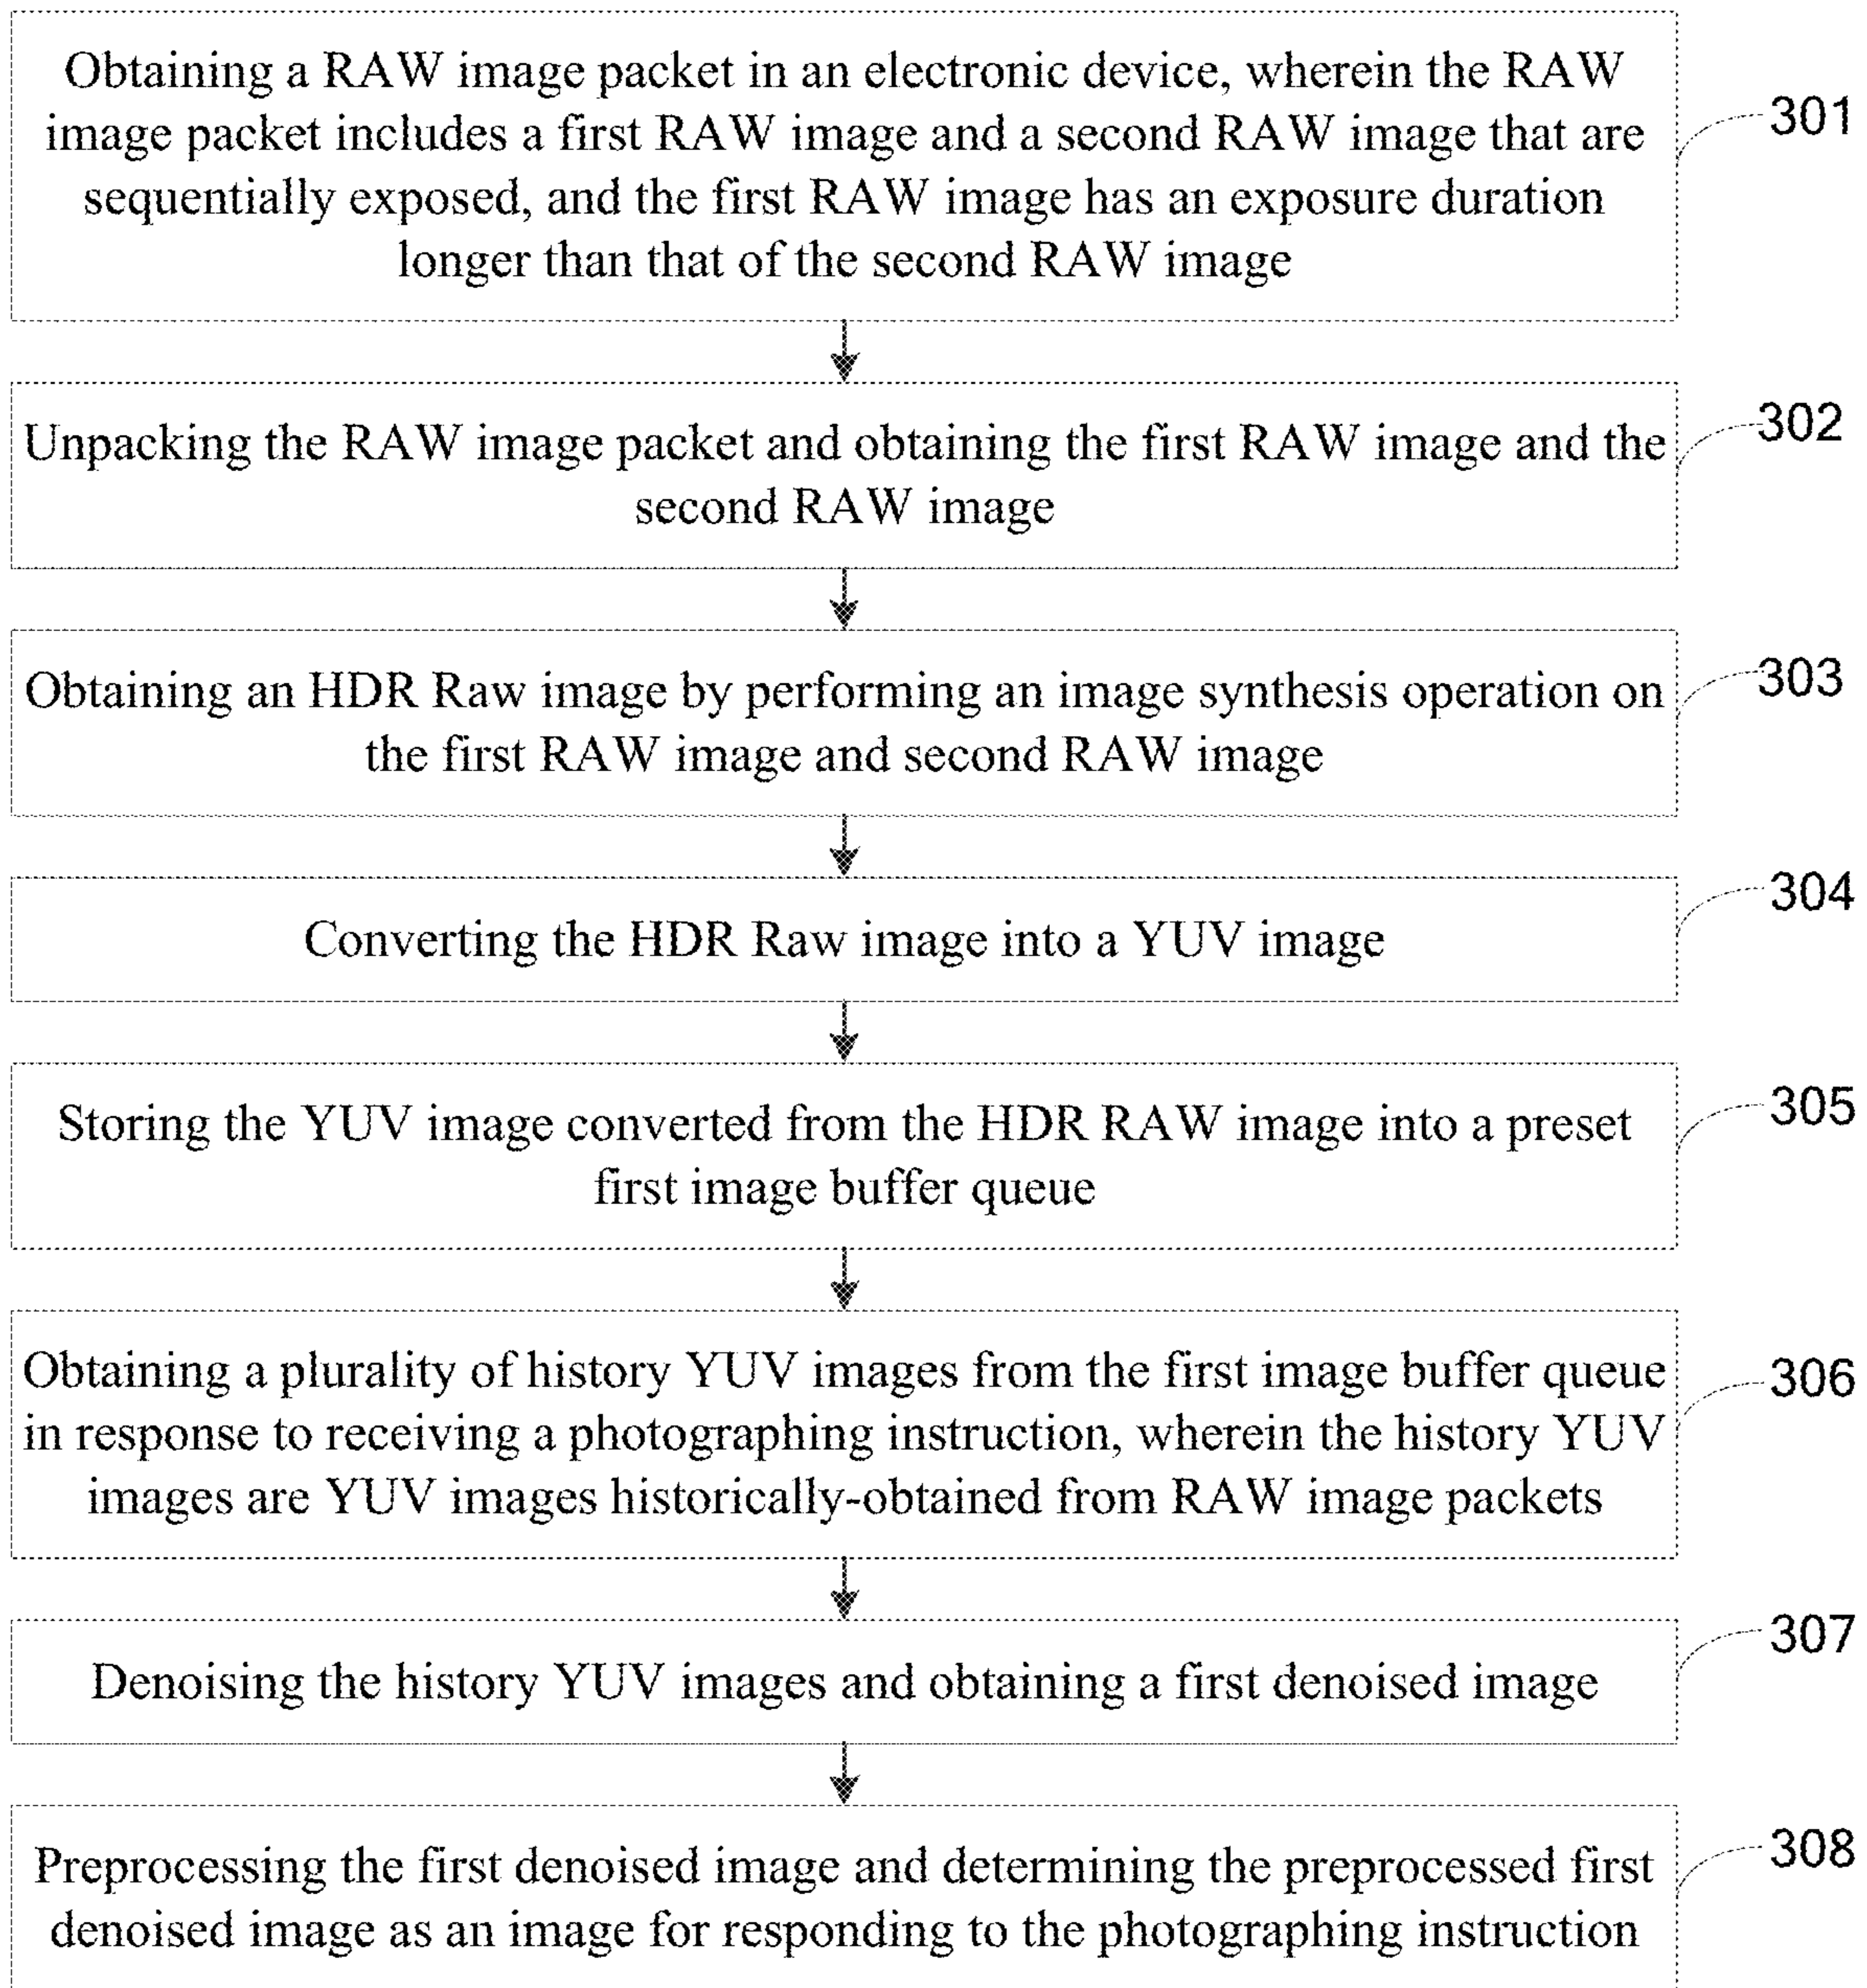 Obtaining a RAW image packet in an electronic device, wherein the RAW
image packet includes a first RAW image and a second RAW image that are
sequentially exposed, and the first RAW image has an exposure duration
longer than that of the second RAW image
301
Unpacking the RAW image packet and obtaining the first RAW image and the
second RAW image
302
Obtaining an HDR Raw image by performing an image synthesis operation on
the first RAW image and second RAW image
303
Converting the HDR Raw image into a YUV image
304
Storing the YUV image converted from the HDR RAW image into a preset
first image buffer queue
305
Obtaining a plurality of history YUV images from the first image buffer queue
in response to receiving a photographing instruction, wherein the history YUV
images are YUV images historically-obtained from RAW image packets
306
Denoising the history YUV images and obtaining a first denoised image
307
Preprocessing the first denoised image and determining the preprocessed first
denoised image as an image for responding to the photographing instruction
308